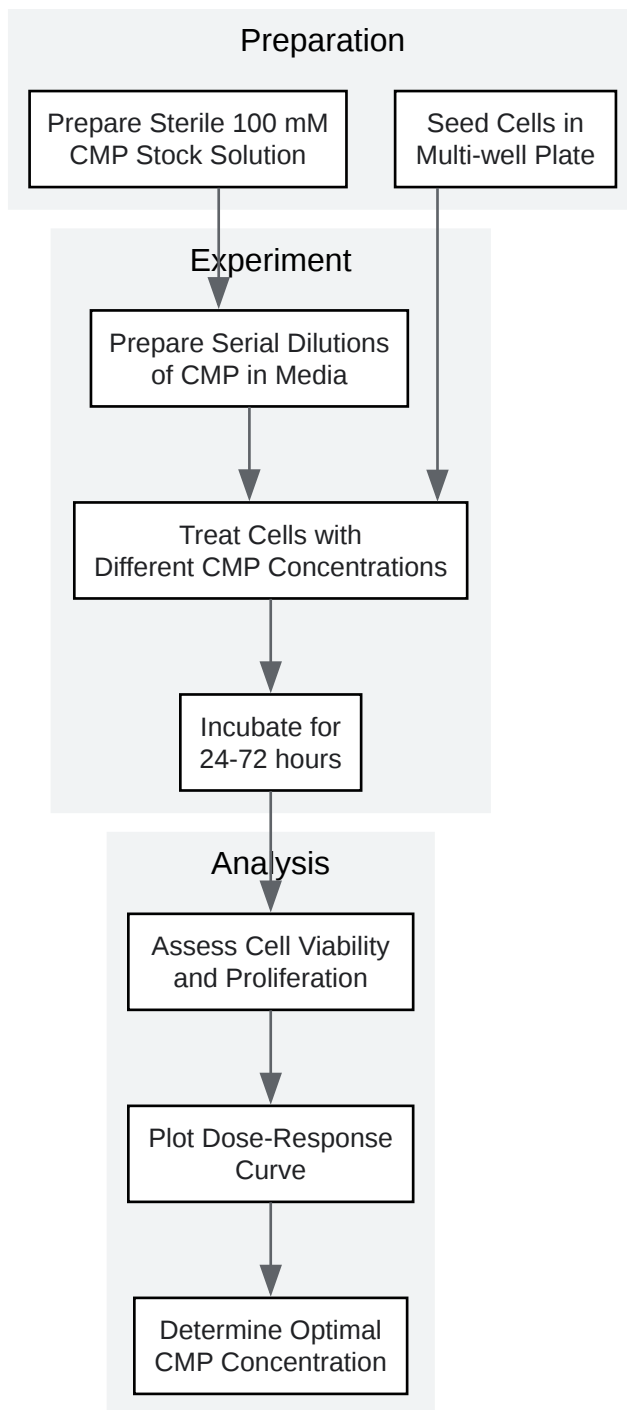 Preparation
Prepare Sterile 100 mM
CMP Stock Solution
Seed Cells in
Multi-well Plate
Experiment
Prepare Serial Dilutions
of CMP in Media
Treat Cells with
Different CMP Concentrations
Incubate for
24-72 hours
Analysis
Assess Cell Viability
and Proliferation
Plot Dose-Response
Curve
Determine Optimal
CMP Concentration